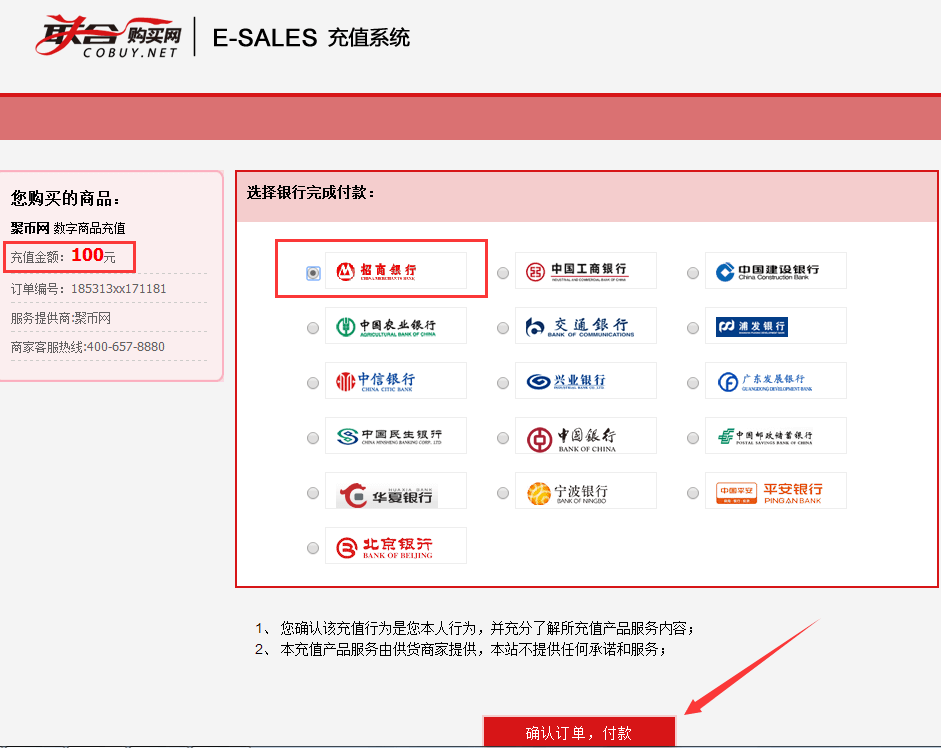 联合购买网
COBUY.NET
E-SALES 充值系统
您购买的商品：
聚币网 数字商品充值
充值金额：100元
订单编号：185313xx171181
服务提供商:聚币网
商家客服热线:400-657-8880
选择银行完成付款：
招商银行
CHINA MERCHANTS BANK
中国工商银行
INDUSTRIAL AND COMMERCIAL BANK OF CHINA
中国建设银行
China Construction Bank
中国农业银行
AGRICULTURAL BANK OF CHINA
交通银行
BANK OF COMMUNICATIONS
浦发银行
中信银行
CHINA CITIC BANK
兴业银行
INDUSTRIAL BANK CO.,LTD.
广东发展银行
GUANGDONG DEVELOPMENT BANK
中国民生银行
CHINA MINSHENG BANKING CORP., LTD
中国银行
BANK OF CHINA
中国邮政储蓄银行
POSTAL SAVINGS BANK OF CHINA
HUAXIA BANK
华夏银行
宁波银行
BANK OF NINGBO
中国平安
平安银行
PING AN BANK
北京银行
BANK OF BEIJING
1、 您确认该充值行为是您本人行为，并充分了解所充值产品服务内容；
2、 本充值产品服务由供货商家提供，本站不提供任何承诺和服务；
确认订单，付款